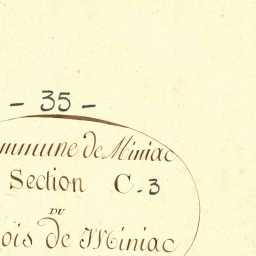 - 35 -
mmune de Miniac
Section C.3
DU
ois de Miniac